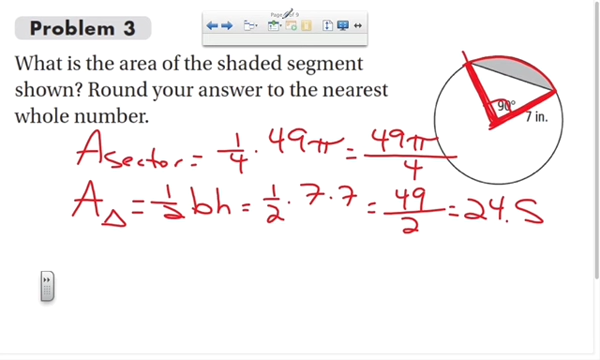 Problem 3
What is the area of the shaded segment
shown? Round your answer to the nearest
whole number.
90°
7 in.
A sector = 1/4 · 49π = 49π/4
A△ = 1/2 bh = 1/2 · 7 · 7 = 49/2 = 24.5